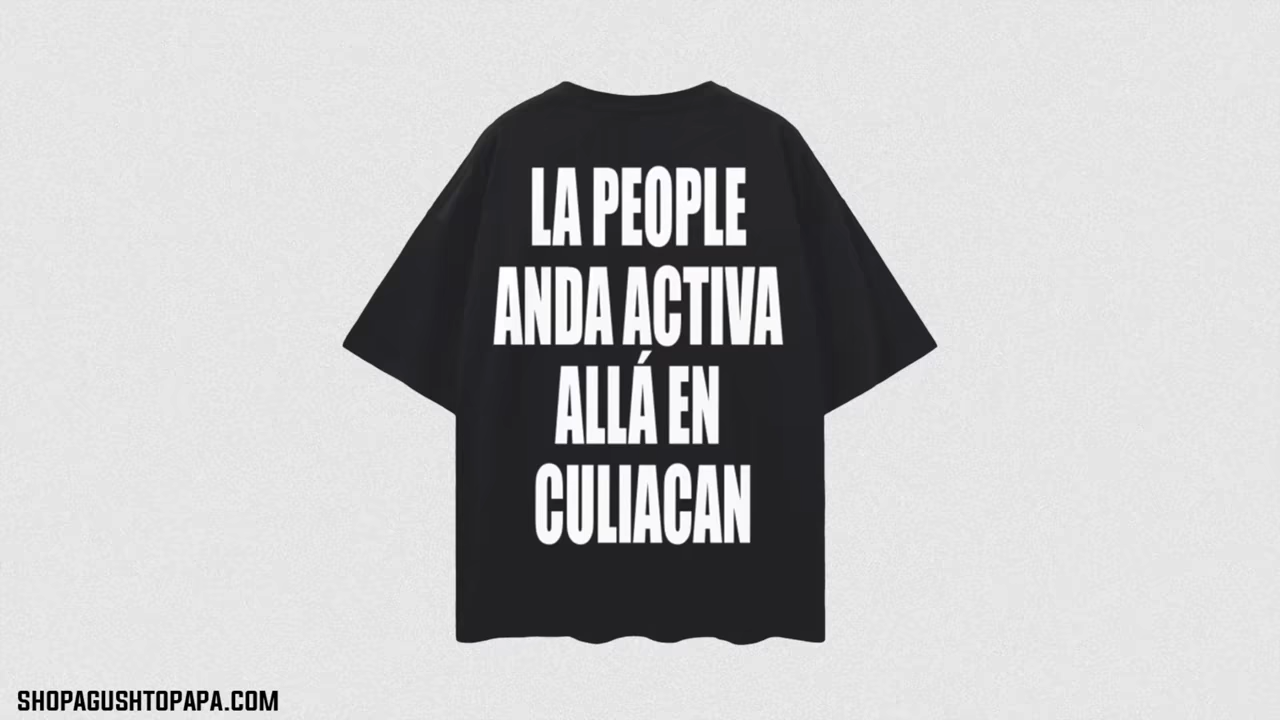 LA PEOPLE
ANDA ACTIVA
ALLÁ EN
CULIACAN
SHOPAGUSHTOPAPA.COM